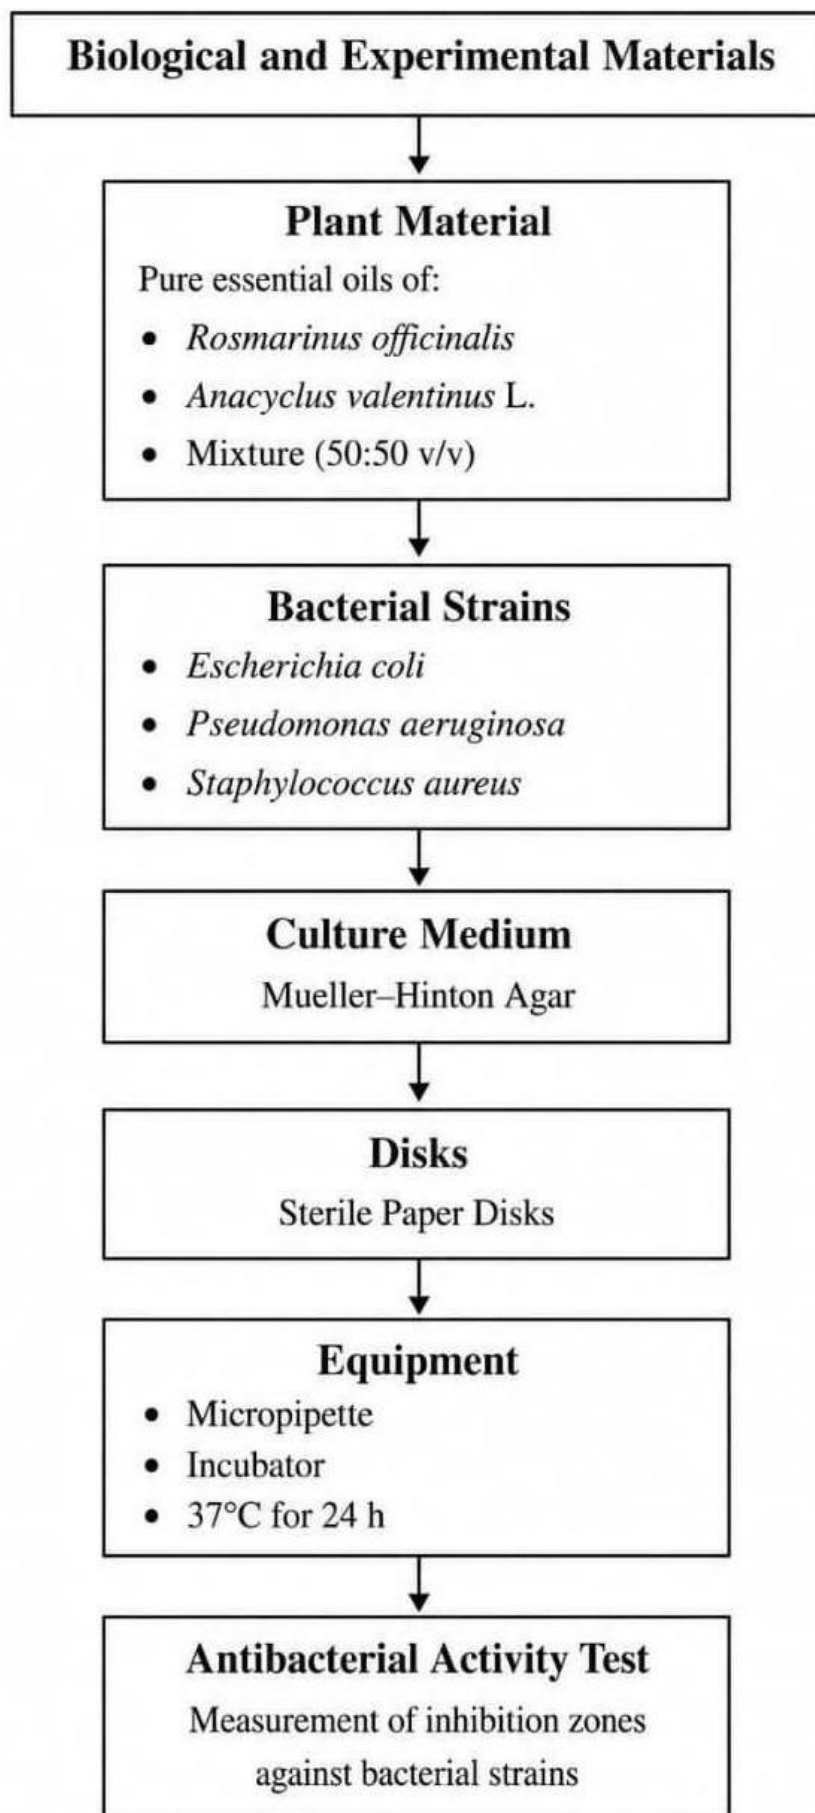 Biological and Experimental Materials
Plant Material
Pure essential oils of:
• Rosmarinus officinalis
• Anacyclus valentinus L.
• Mixture (50:50 v/v)
Bacterial Strains
• Escherichia coli
• Pseudomonas aeruginosa
• Staphylococcus aureus
Culture Medium
Mueller–Hinton Agar
Disks
Sterile Paper Disks
Equipment
• Micropipette
• Incubator
• 37°C for 24 h
Antibacterial Activity Test
Measurement of inhibition zones
against bacterial strains